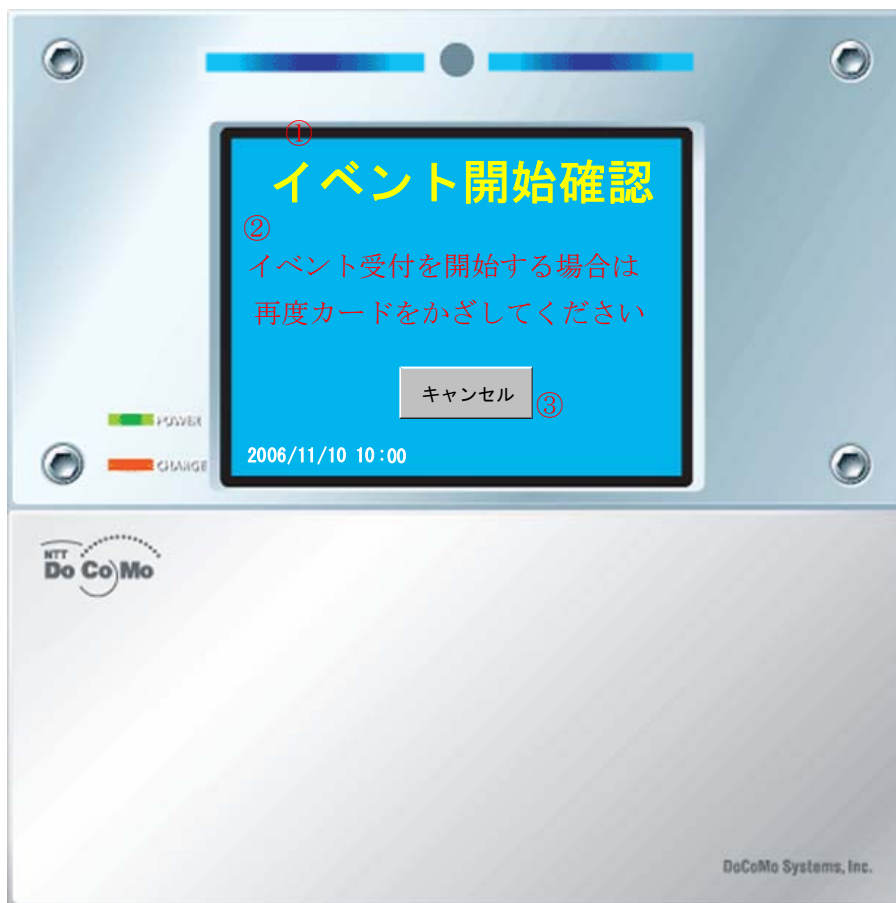 ①
イベント開始確認
②
イベント受付を開始する場合は
再度カードをかざしてください
キャンセル
③
POWER
2006/11/10 10:00
CHARGE
NTT
DoCoMo
DoCoMo Systems, Inc.